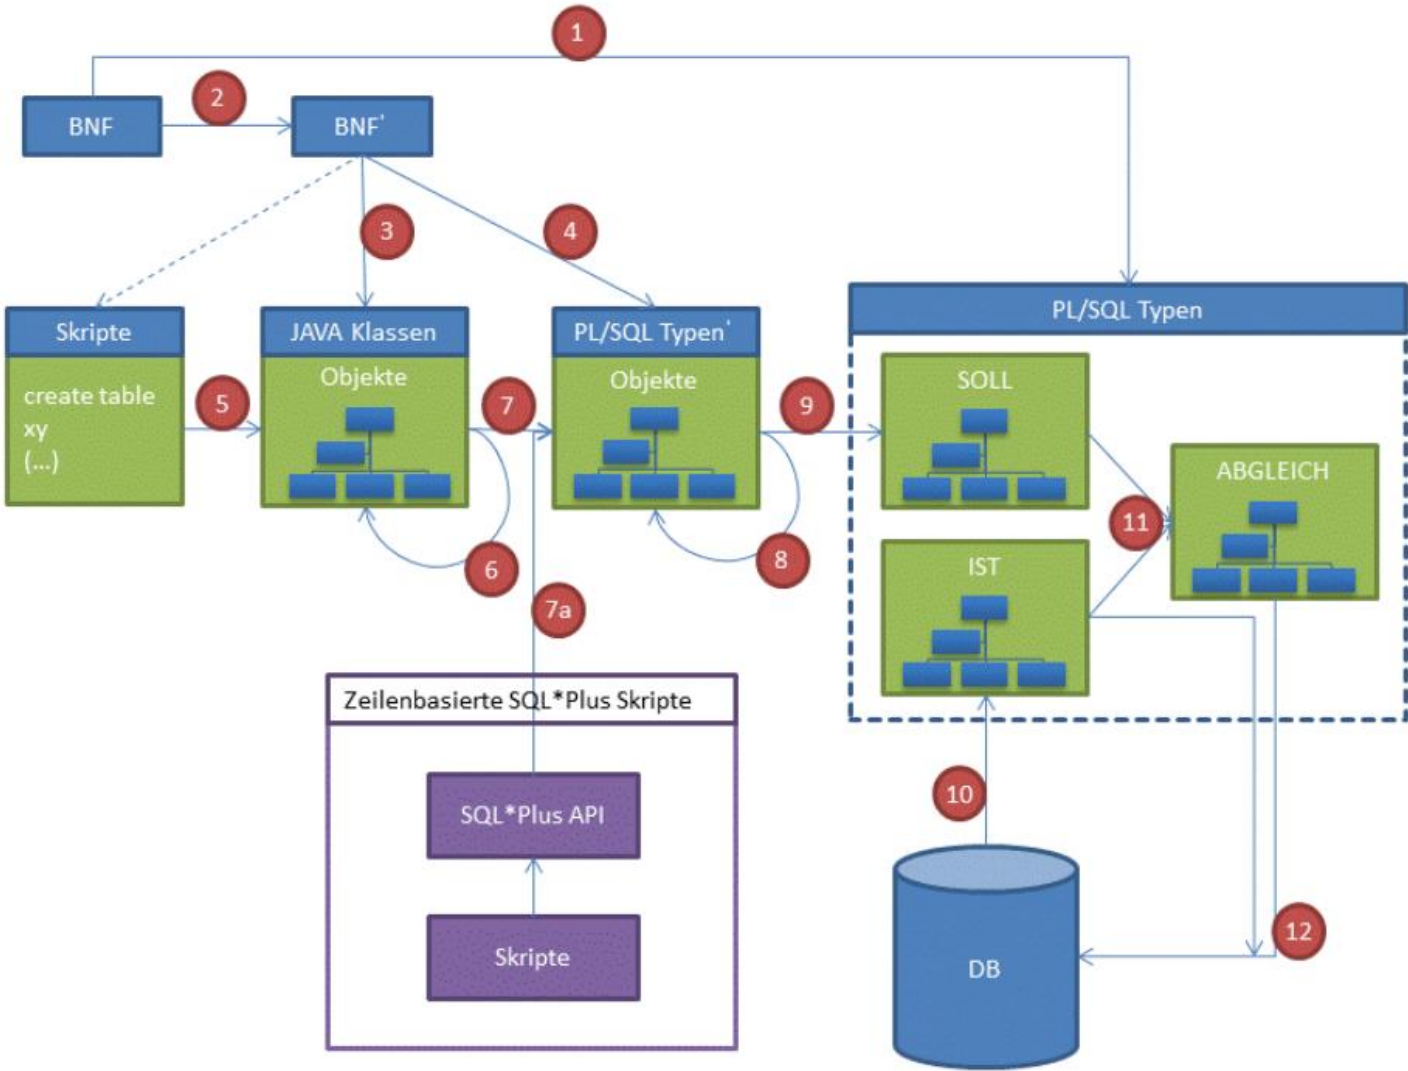 1
2
BNF
BNF'
3
4
Skripte
create table
xy
(...)
5
JAVA Klassen
Objekte
6
7
PL/SQL Typen'
Objekte
8
9
PL/SQL Typen
SOLL
IST
11
ABGLEICH
7a
Zeilenbasierte SQL*Plus Skripte
SQL*Plus API
Skripte
10
DB
12